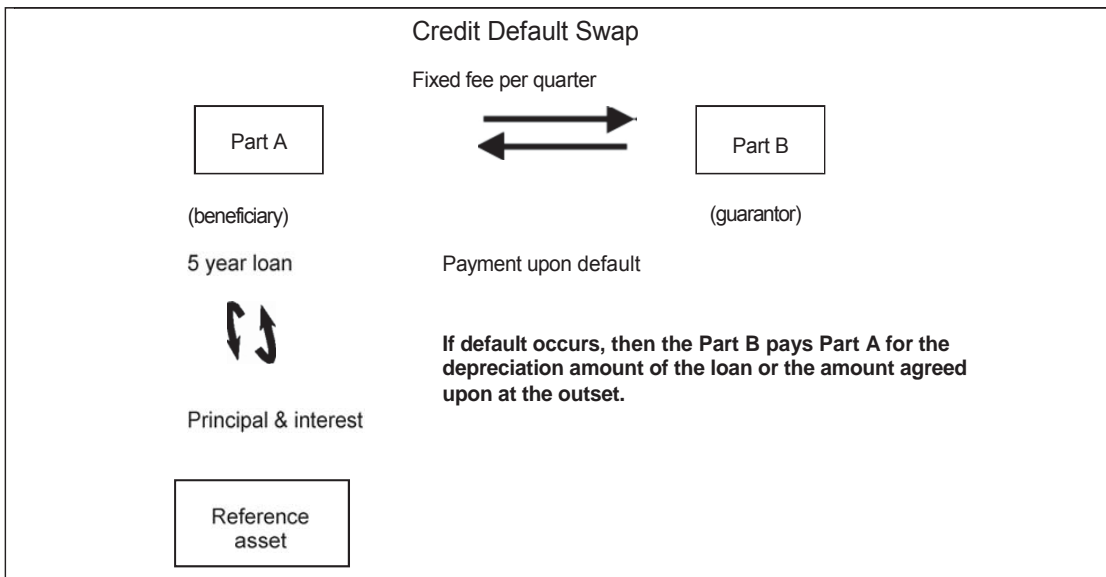 Credit Default Swap
Fixed fee per quarter
Part A
Part B
(beneficiary)
(guarantor)
5 year loan
Payment upon default
If default occurs, then the Part B pays Part A for the
depreciation amount of the loan or the amount agreed
upon at the outset.
Principal & interest
Reference
asset